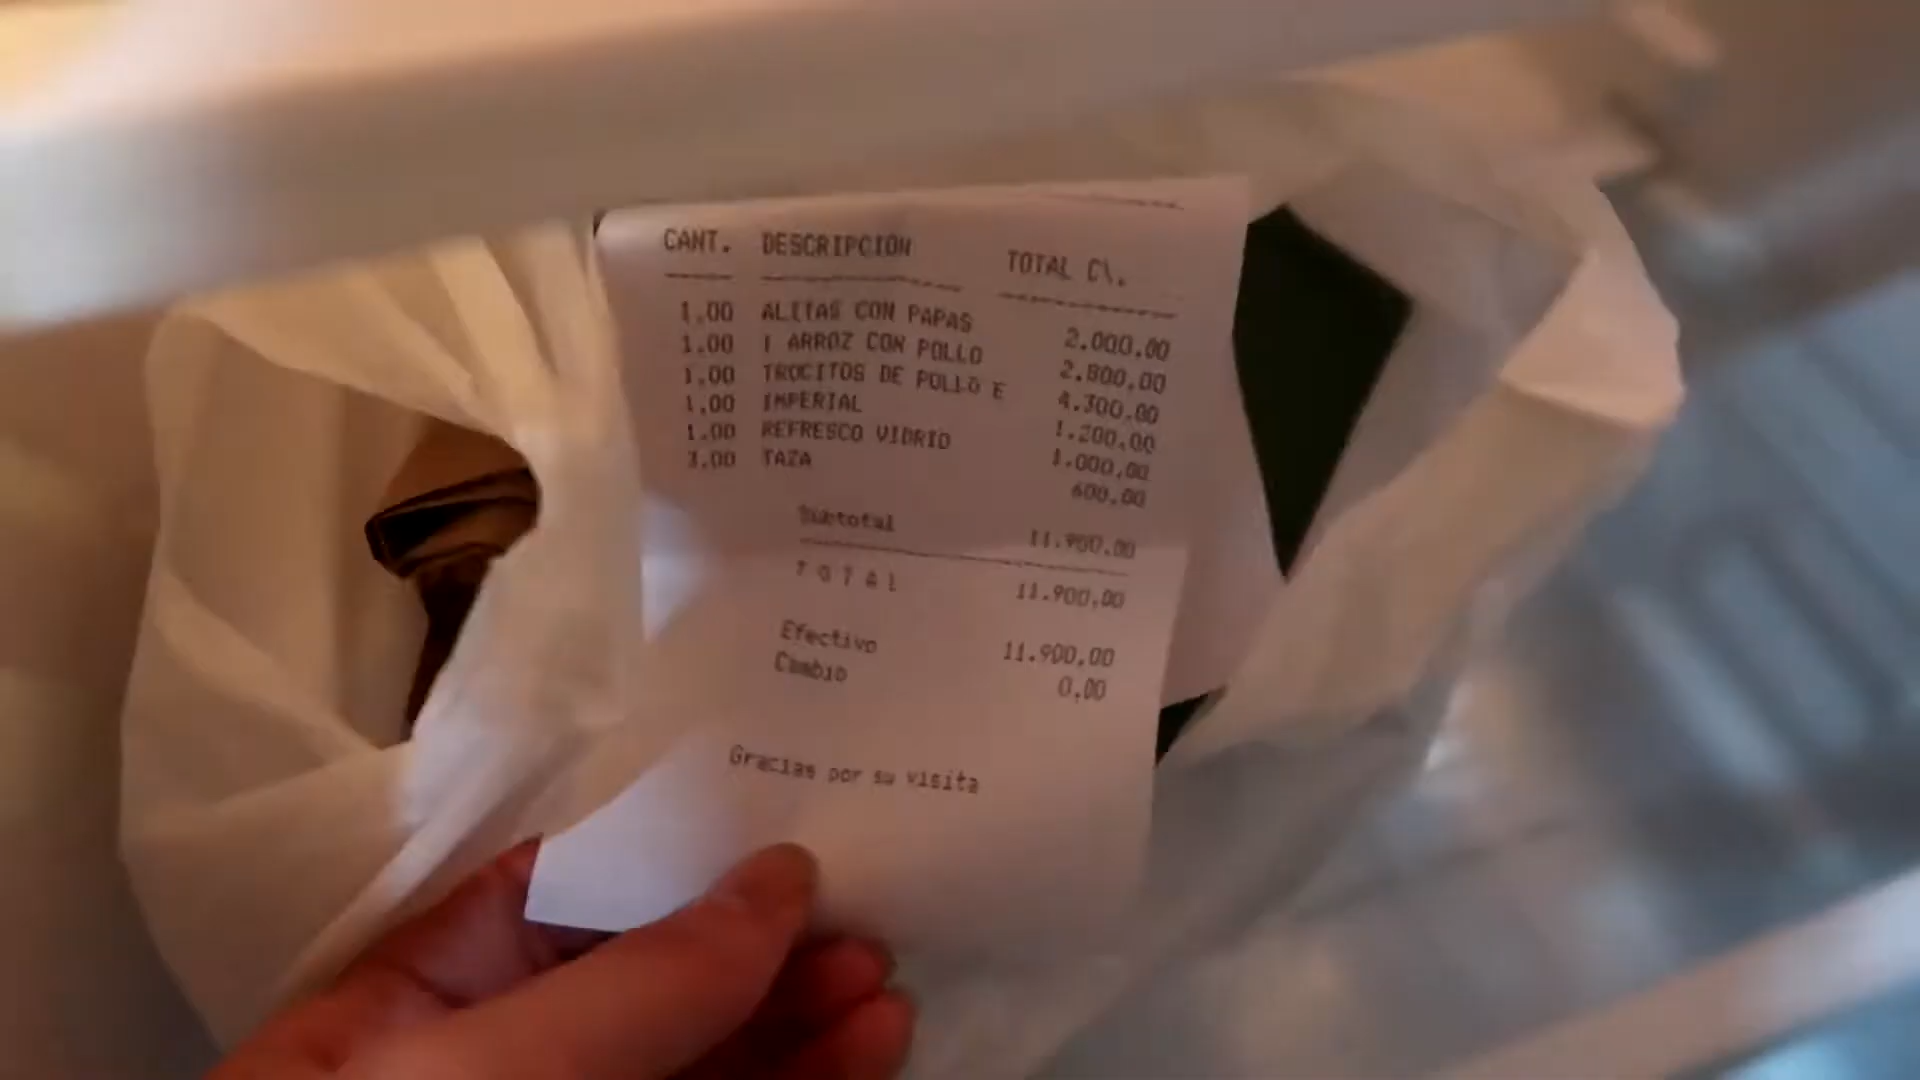 CANT. DESCRIPCION TOTAL C\.
1.00 ALITAS CON PAPAS 2.000.00
1.00 1 ARROZ CON POLLO 2.800.00
1.00 TROCITOS DE POLLO E 4.300.00
1.00 IMPERIAL 1.200.00
1.00 REFRESCO VIDRIO 1.000.00
3.00 TAZA 600.00
Subtotal 11.900.00
T O T A L 11.900.00
Efectivo 11.900.00
Cambio 0.00
Gracias por su visita